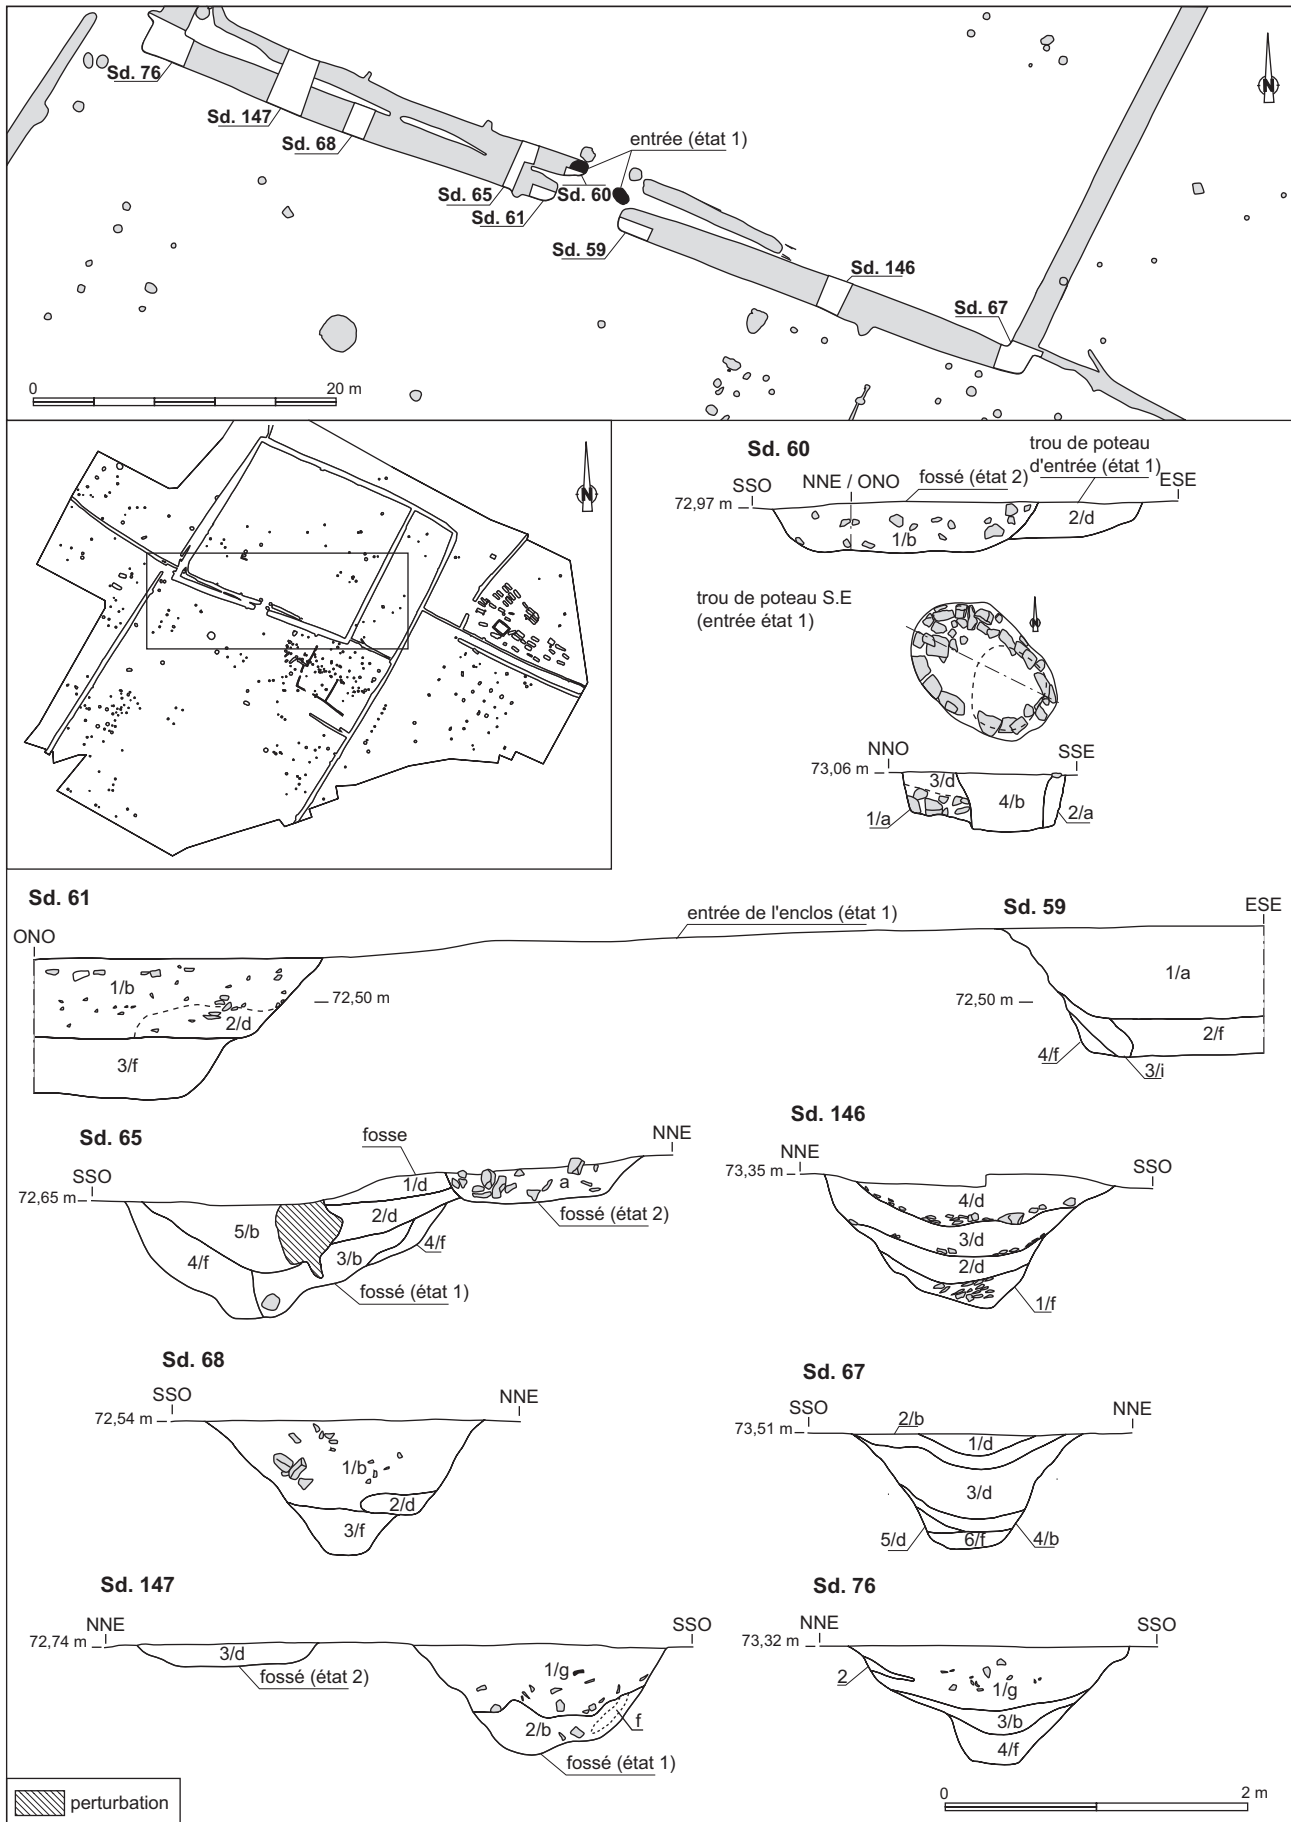 Sd. 76
Sd. 147
Sd. 68
Sd. 65
Sd. 61
Sd. 60
entrée (état 1)
Sd. 59
Sd. 146
Sd. 67
N
0 20 m
N
Sd. 60
trou de poteau
d'entrée (état 1)
SSO NNE / ONO fossé (état 2) ESE
72,97 m
1/b 2/d
trou de poteau S.E
(entrée état 1)
NNO SSE
73,06 m
3/d
4/b
1/a 2/a
Sd. 61
entrée de l'enclos (état 1)
Sd. 59
ONO ESE
1/b
1/a
72,50 m
72,50 m
2/d
2/f
3/f
4/f
3/i
Sd. 65
fosse
SSO NNE
72,65 m
1/d a
5/b 2/d fossé (état 2)
4/f 3/b 4/f
fossé (état 1)
Sd. 146
NNE SSO
73,35 m
4/d
3/d
2/d
1/f
Sd. 68
SSO NNE
72,54 m
1/b
2/d
3/f
Sd. 67
SSO NNE
73,51 m
2/b
1/d
3/d
5/d 6/f 4/b
Sd. 147
NNE SSO
72,74 m
3/d
fossé (état 2)
1/g
2/b f
fossé (état 1)
Sd. 76
NNE SSO
73,32 m
2
1/g
3/b
4/f
perturbation
0 2 m